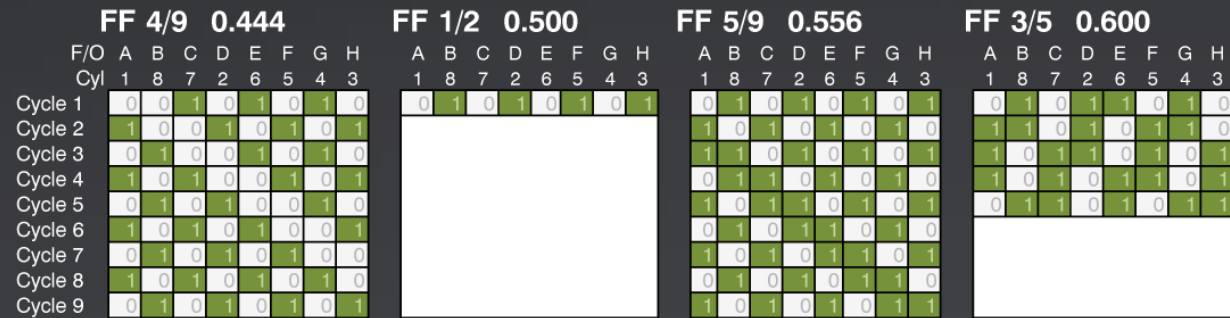 FF 4/9 0.444 FF 1/2 0.500 FF 5/9 0.556 FF 3/5 0.600
F/O A B C D E F G H A B C D E F G H A B C D E F G H A B C D E F G H
Cyl 1 8 7 2 6 5 4 3 1 8 7 2 6 5 4 3 1 8 7 2 6 5 4 3 1 8 7 2 6 5 4 3
Cycle 1 0 0 1 0 1 0 1 0 0 1 0 1 0 1 0 1 0 1 0 1 0 1 0 1 0 1 0 1 1 0 1 0
Cycle 2 1 0 0 1 0 1 0 1 1 0 1 0 1 0 1 0 1 1 0 1 0 1 1 0
Cycle 3 0 1 0 0 1 0 1 0 1 1 0 1 0 1 0 1 1 0 1 1 0 1 0 1
Cycle 4 1 0 1 0 0 1 0 1 0 1 1 0 1 0 1 0 1 0 1 0 1 1 0 1
Cycle 5 0 1 0 1 0 0 1 0 1 0 1 1 0 1 0 1 0 1 1 0 1 0 1 1
Cycle 6 1 0 1 0 1 0 0 1 0 1 0 1 1 0 1 0
Cycle 7 0 1 0 1 0 1 0 0 1 0 1 0 1 1 0 1
Cycle 8 1 0 1 0 1 0 1 0 0 1 0 1 0 1 1 0
Cycle 9 0 1 0 1 0 1 0 1 1 0 1 0 1 0 1 1